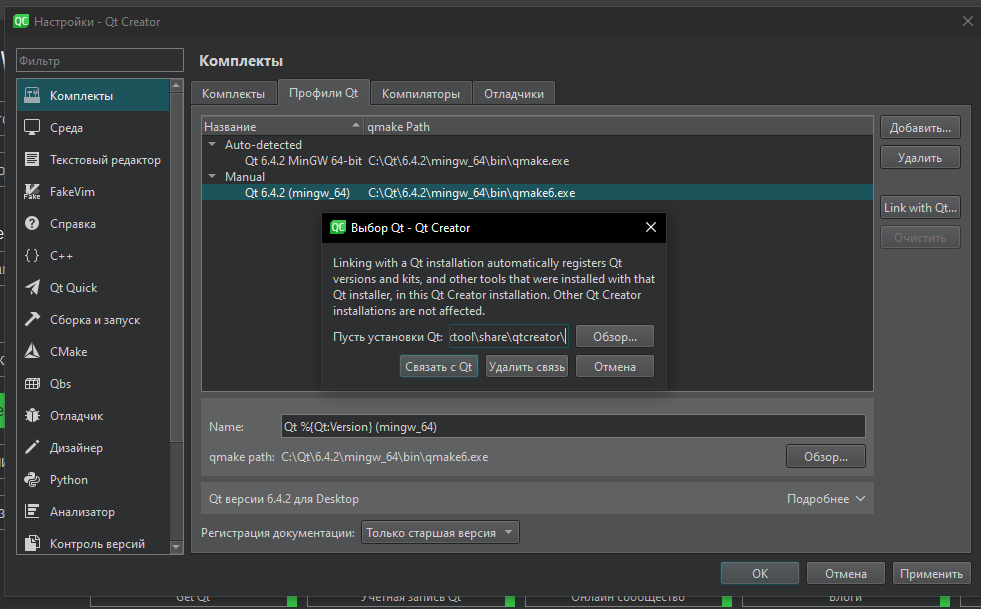 QC Настройки - Qt Creator
Фильтр
Комплекты
Среда
Текстовый редактор
FakeVim
Справка
{} C++
Qt Quick
Сборка и запуск
CMake
Qbs
Отладчик
Дизайнер
Python
Анализатор
Контроль версий
Комплекты
Комплекты Профили Qt Компиляторы Отладчики
Название qmake Path
Auto-detected
Qt 6.4.2 MinGW 64-bit C:\Qt\6.4.2\mingw_64\bin\qmake.exe
Manual
Qt 6.4.2 (mingw_64) C:\Qt\6.4.2\mingw_64\bin\qmake6.exe
Добавить...
Удалить
Link with Qt...
Очистить
QC Выбор Qt - Qt Creator
Linking with a Qt installation automatically registers Qt
versions and kits, and other tools that were installed with that
Qt installer, in this Qt Creator installation. Other Qt Creator
installations are not affected.
Пусть установки Qt: ctool\share\qtcreator\ Обзор...
Связать с Qt Удалить связь Отмена
Name: Qt %{Qt:Version} (mingw_64)
qmake path: C:\Qt\6.4.2\mingw_64\bin\qmake6.exe Обзор...
Qt версии 6.4.2 для Desktop Подробнее
Регистрация документации: Только старшая версия
OK Отмена Применить
Get Qt Учетная запись Qt Онлайн сообщество Блоги